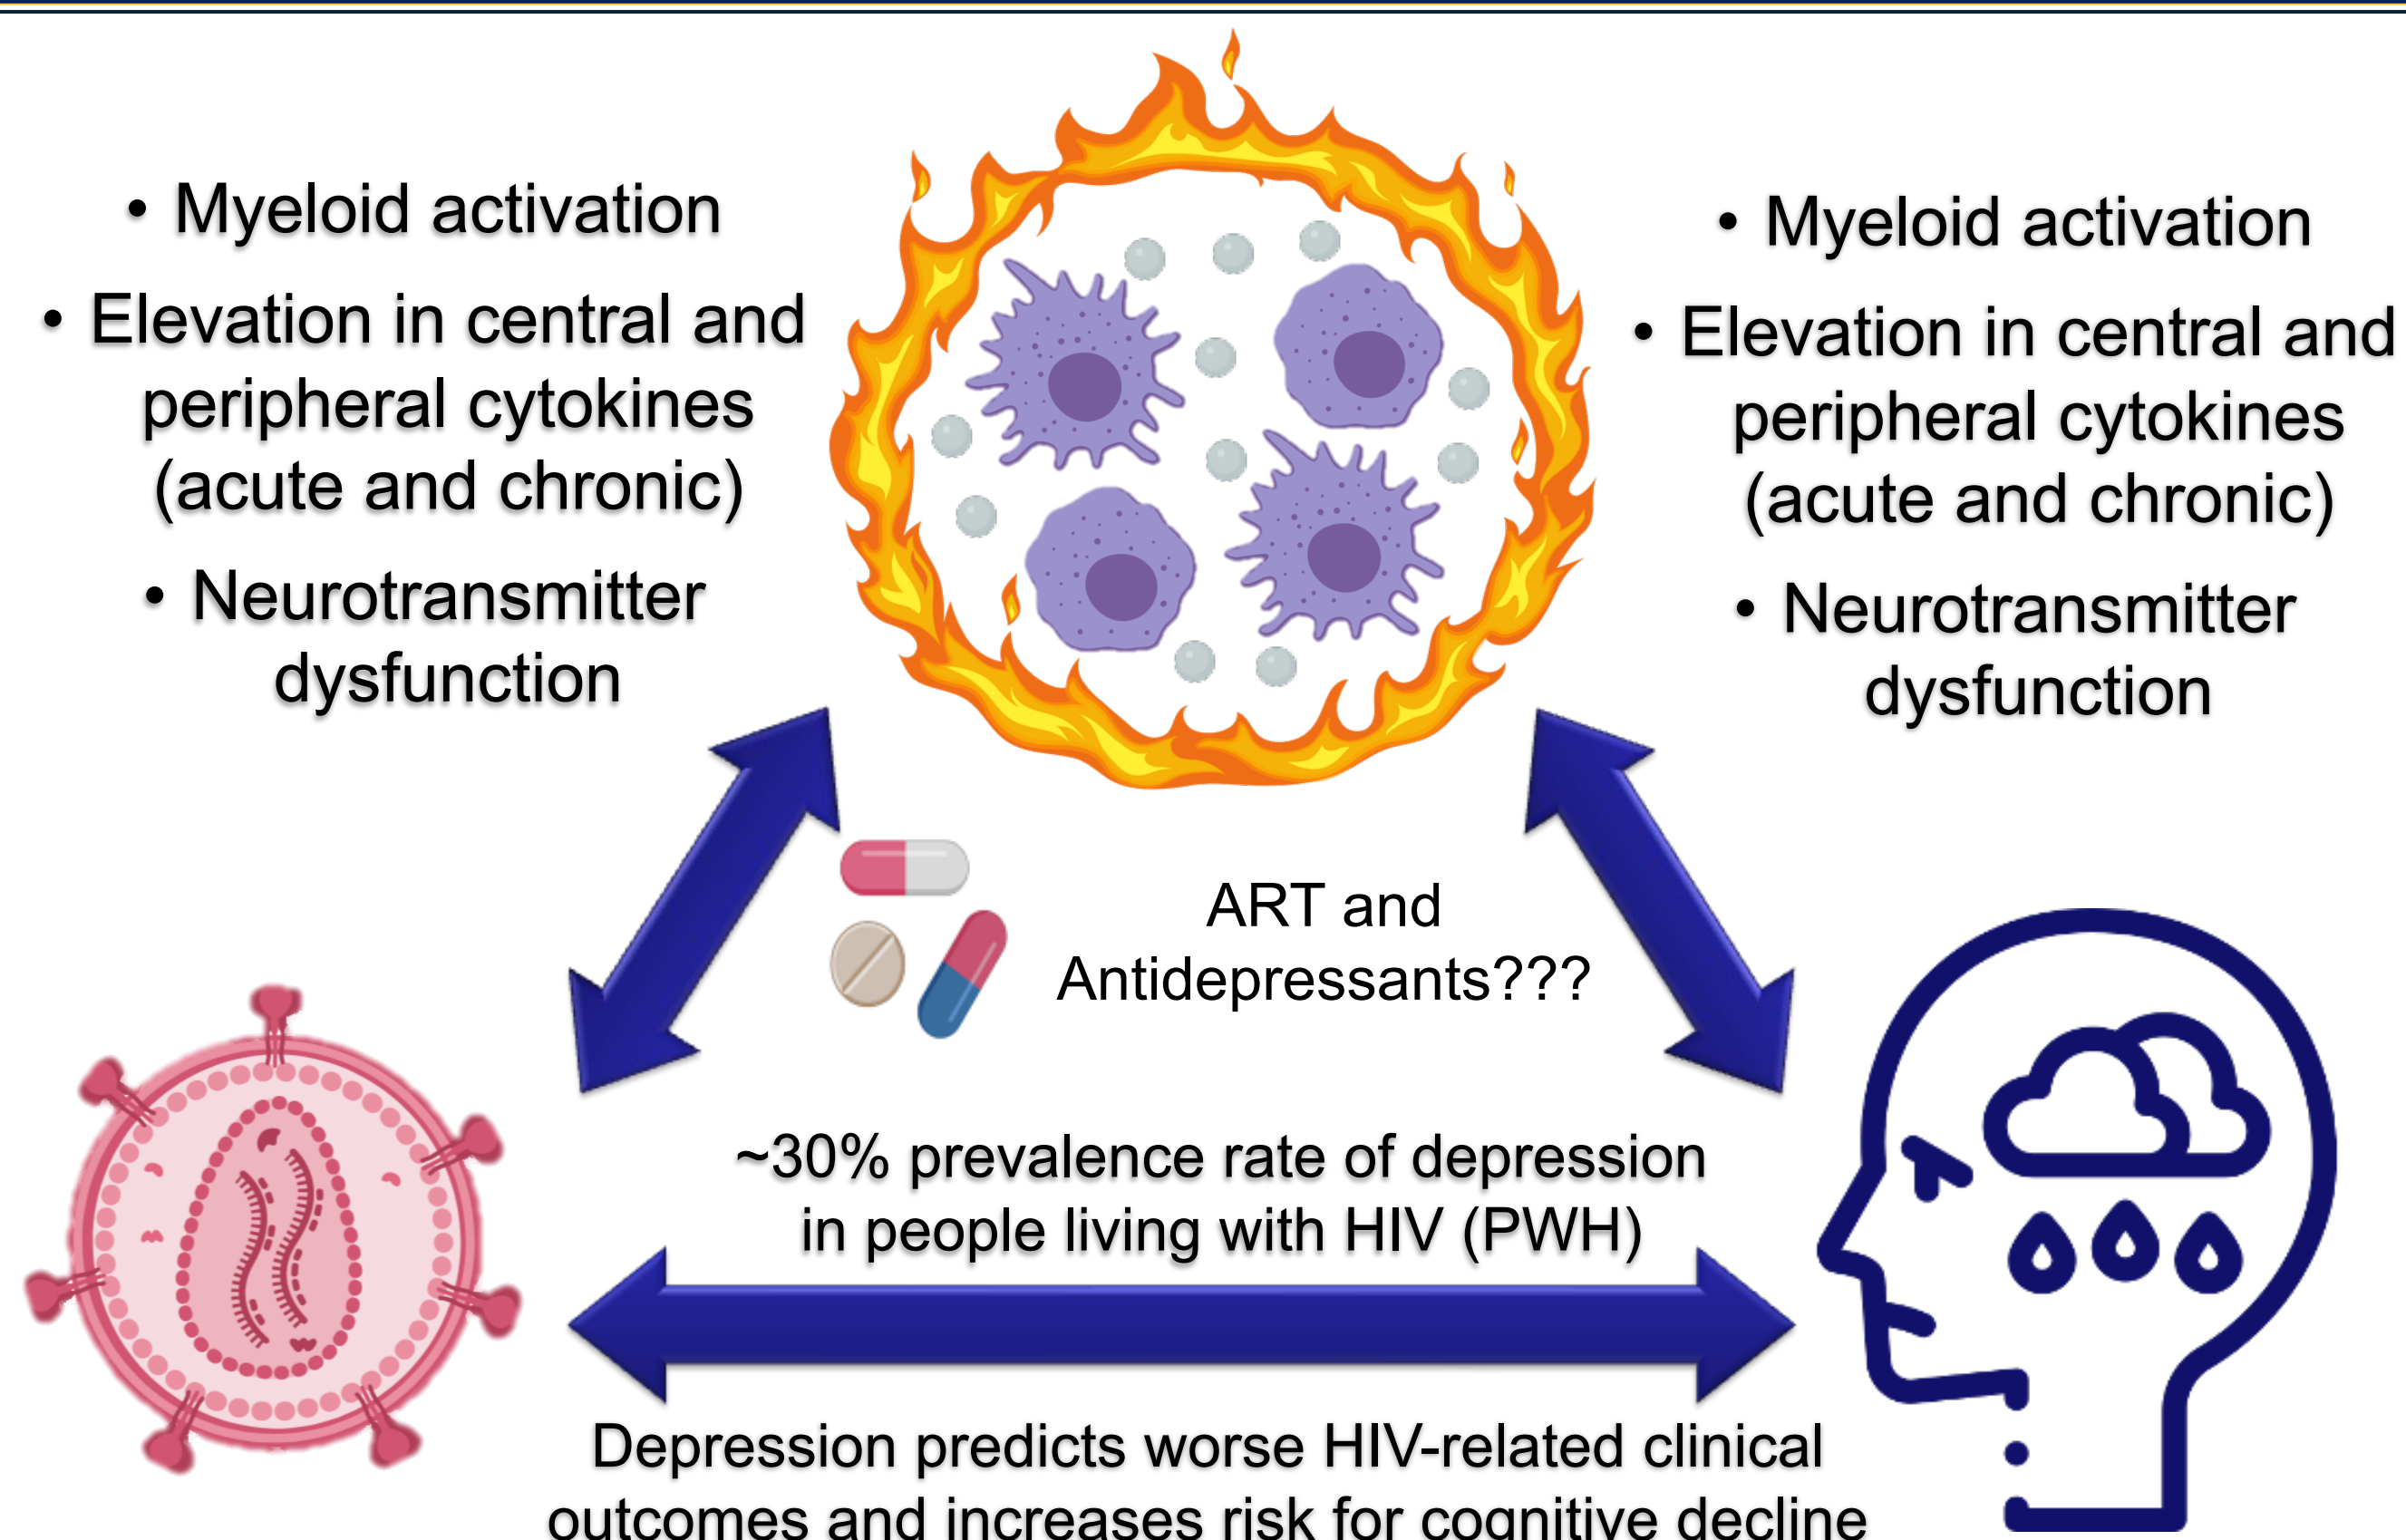 • Myeloid activation
• Elevation in central and
peripheral cytokines
(acute and chronic)
• Neurotransmitter
dysfunction
• Myeloid activation
• Elevation in central and
peripheral cytokines
(acute and chronic)
• Neurotransmitter
dysfunction
ART and
Antidepressants???
~30% prevalence rate of depression
in people living with HIV (PWH)
Depression predicts worse HIV-related clinical
outcomes and increases risk for cognitive decline